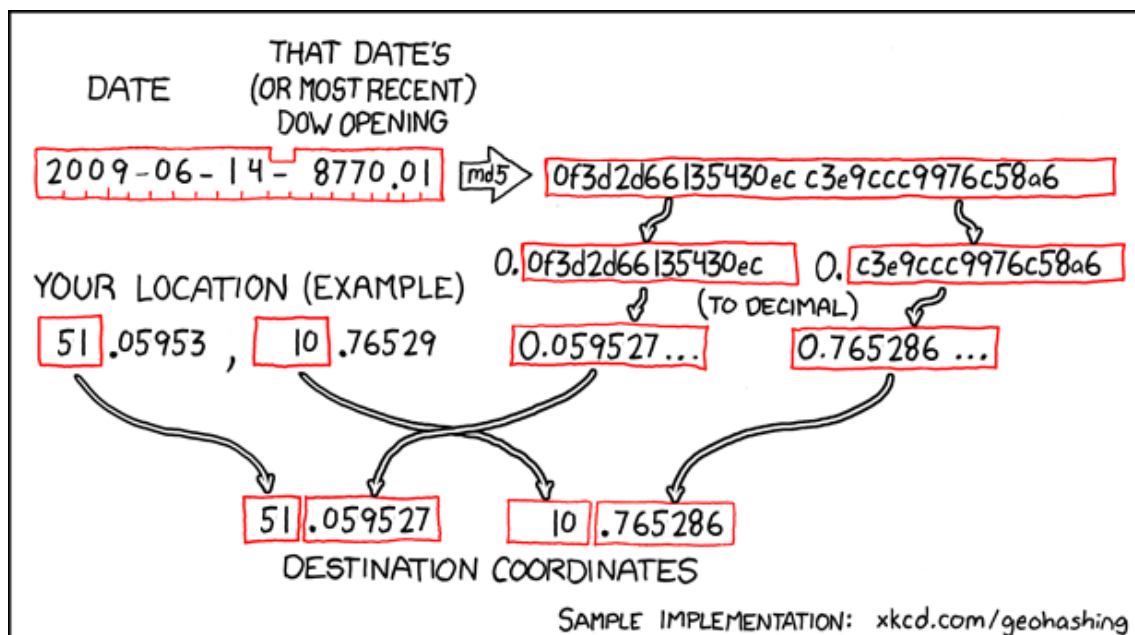 DATE
THAT DATE'S
(OR MOST RECENT)
DOW OPENING
2009-06-14-8770.01
md5
0f3d2d66135430ec c3e9ccc9976c58a6
0.0f3d2d66135430ec
0.c3e9ccc9976c58a6
(TO DECIMAL)
YOUR LOCATION (EXAMPLE)
51.05953, 10.76529
0.059527...
0.765286...
51.059527
10.765286
DESTINATION COORDINATES
SAMPLE IMPLEMENTATION: xkcd.com/geohashing